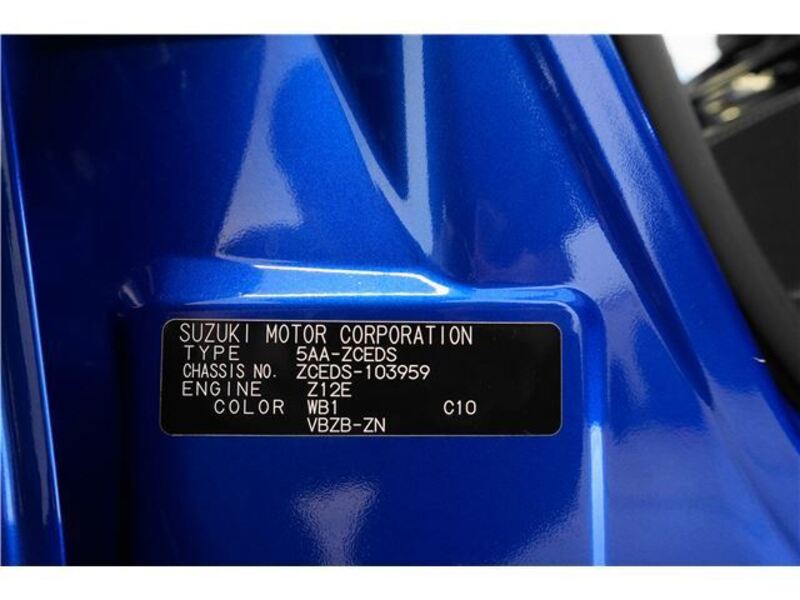 SUZUKI MOTOR CORPORATION
TYPE 5AA-ZCEDS
CHASSIS NO. ZCEDS-103959
ENGINE Z12E
COLOR WB1 C10
VBZB-ZN